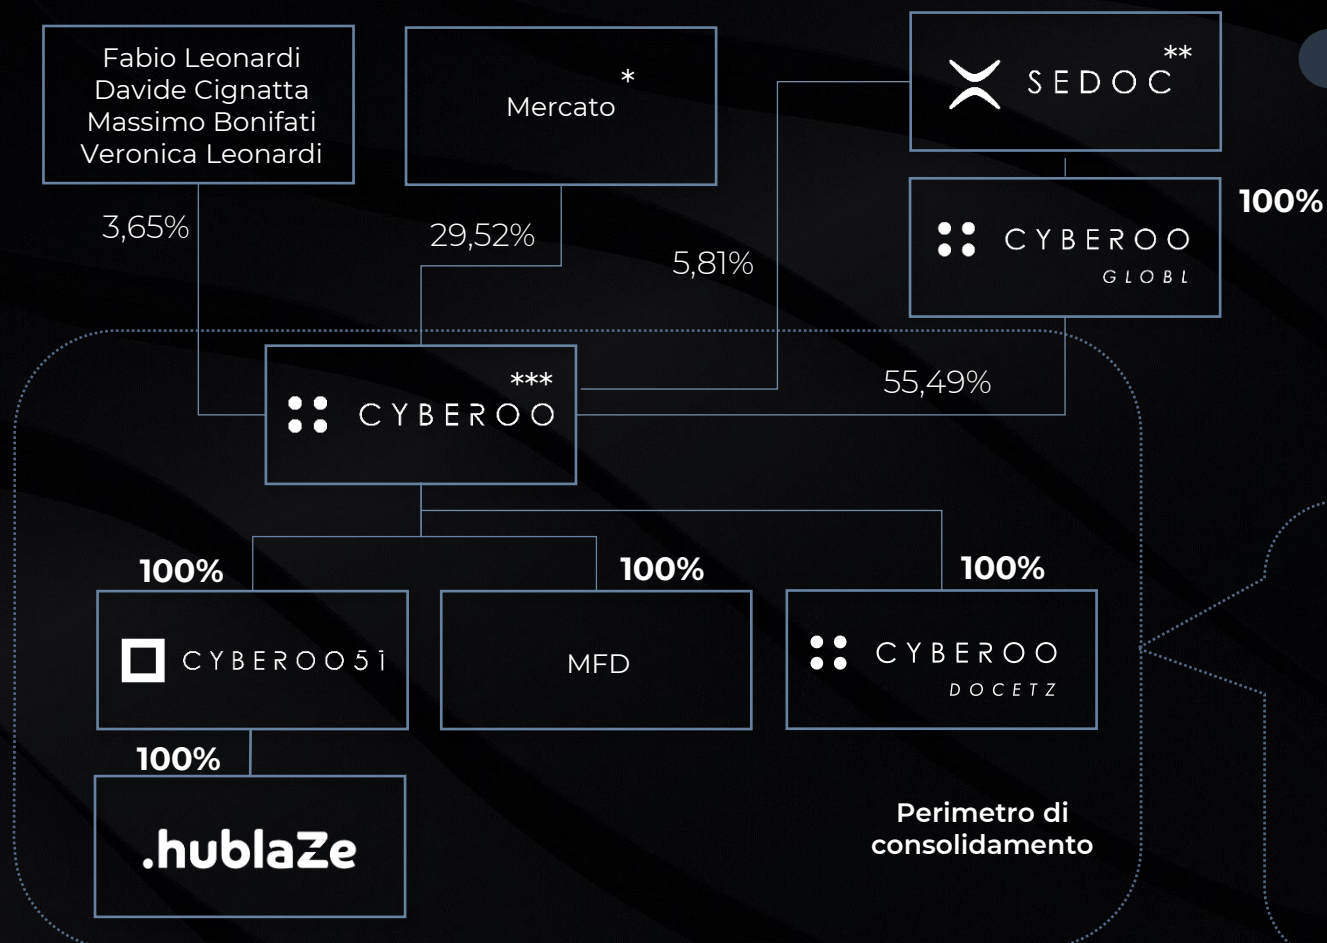 Fabio Leonardi
Davide Cignatta
Massimo Bonifati
Veronica Leonardi
*
Mercato
**
SEDOC
100%
CYBEROO
GLOBL
3,65%
29,52%
5,81%
55,49%
***
CYBEROO
100%
100%
100%
CYBEROO51
MFD
CYBEROO
DOCETZ
100%
.hublaze
Perimetro di
consolidamento